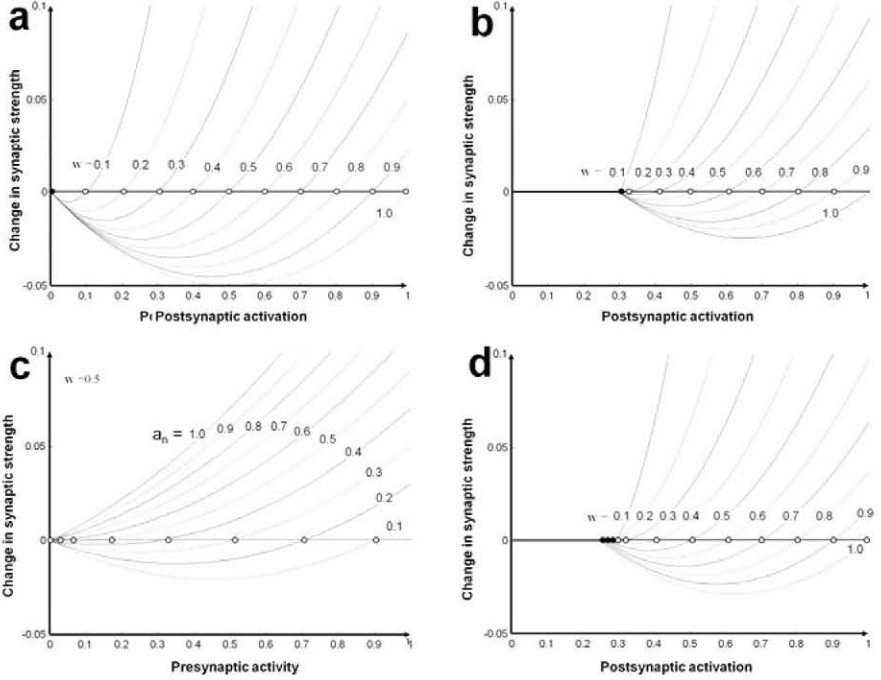 a
Change in synaptic strength
0.1
0.05
0
-0.05
w =0.1 0.2 0.3 0.4 0.5 0.6 0.7 0.8 0.9
1.0
0 0.1 0.2 0.3 0.4 0.5 0.6 0.7 0.8 0.9 1
Postsynaptic activation
b
Change in synaptic strength
0.1
0.05
0
-0.05
w = 0.1 0.2 0.3 0.4 0.5 0.6 0.7 0.8 0.9
1.0
0 0.1 0.2 0.3 0.4 0.5 0.6 0.7 0.8 0.9 1
Postsynaptic activation
c
Change in synaptic strength
0.1
0.05
0
-0.05
w =0.5
an = 1.0 0.9 0.8 0.7 0.6 0.5 0.4 0.3 0.2 0.1
0 0.1 0.2 0.3 0.4 0.5 0.6 0.7 0.8 0.9 1
Presynaptic activity
d
Change in synaptic strength
0.1
0.05
0
-0.05
w = 0.1 0.2 0.3 0.4 0.5 0.6 0.7 0.8 0.9
1.0
0 0.1 0.2 0.3 0.4 0.5 0.6 0.7 0.8 0.9 1
Postsynaptic activation